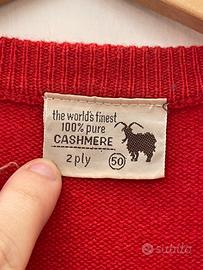 the world's finest
100% pure
CASHMERE
2 ply 50
subito